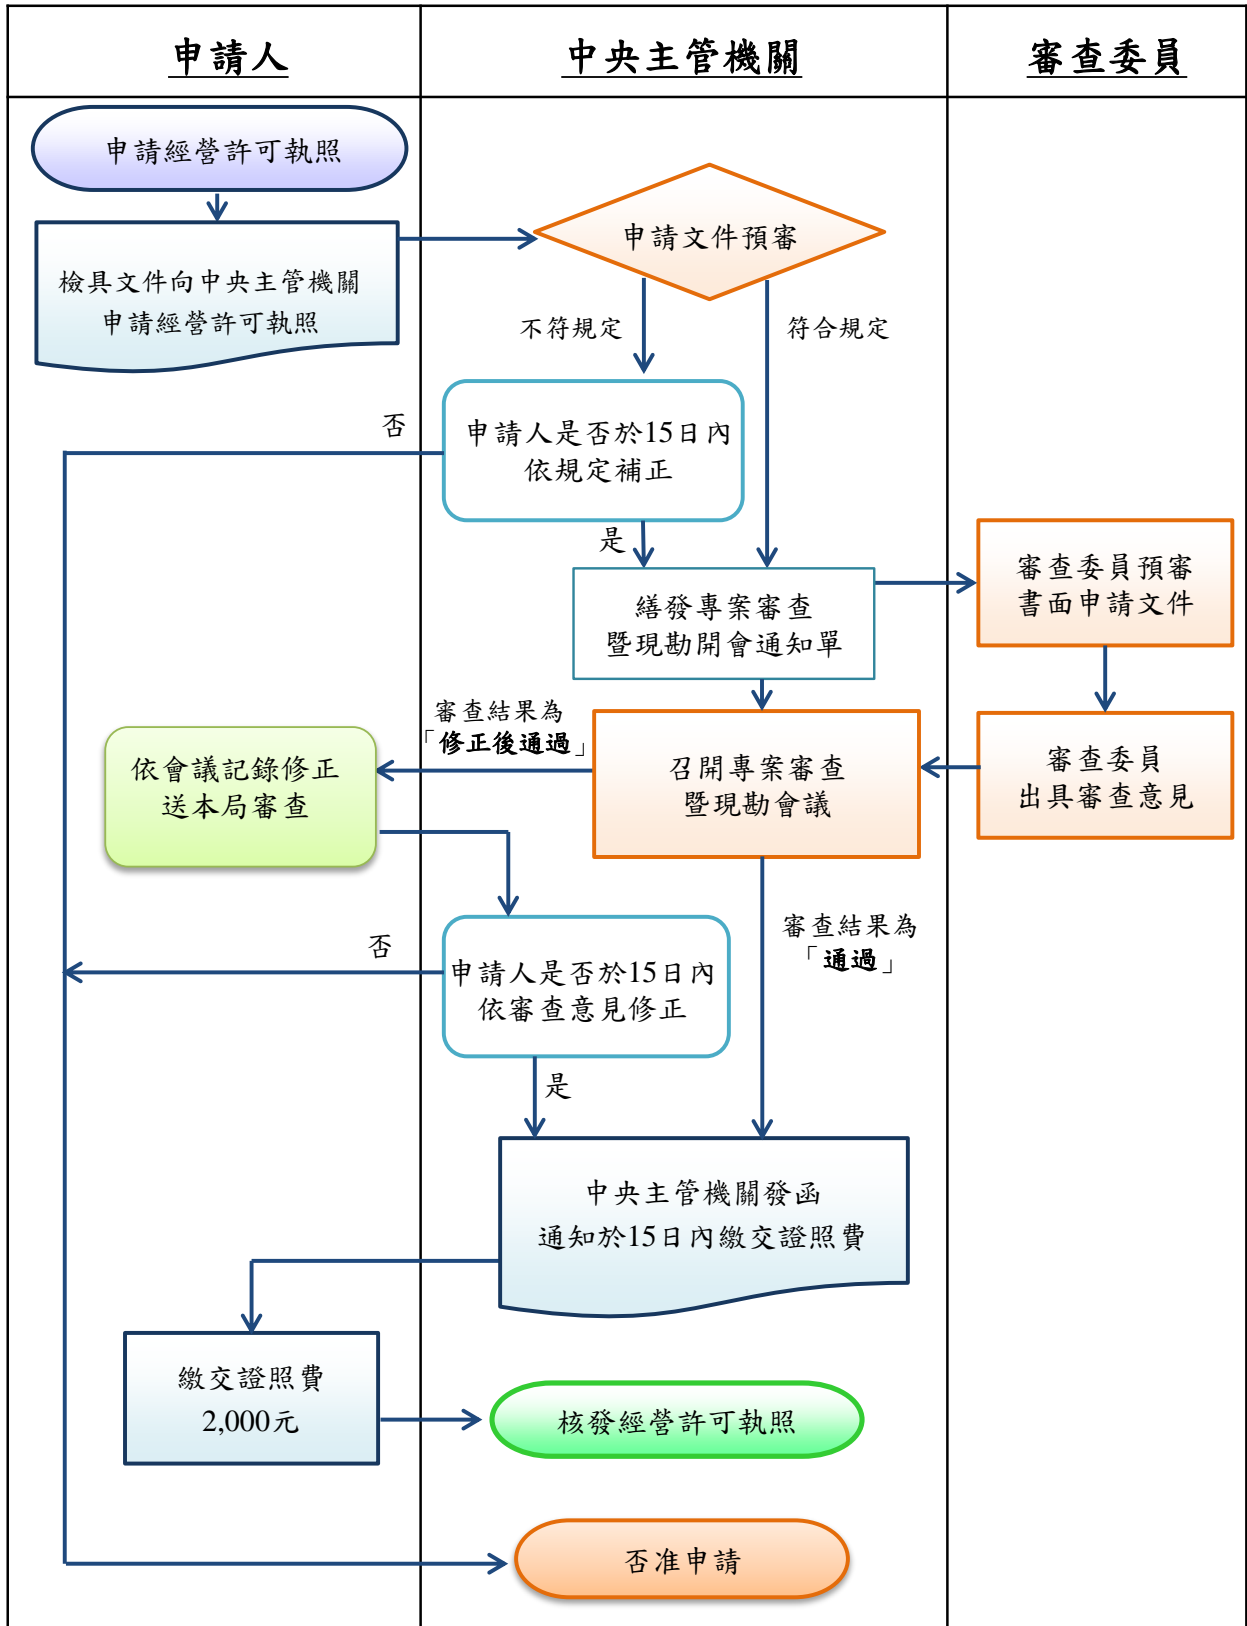 申請人
中央主管機關
審查委員
申請經營許可執照
檢具文件向中央主管機關
申請經營許可執照
申請文件預審
不符規定
符合規定
否
申請人是否於15日內
依規定補正
是
繕發專案審查
暨現勘開會通知單
審查委員預審
書面申請文件
審查結果為
「修正後通過」
依會議記錄修正
送本局審查
召開專案審查
暨現勘會議
審查委員
出具審查意見
審查結果為
「通過」
否
申請人是否於15日內
依審查意見修正
是
中央主管機關發函
通知於15日內繳交證照費
繳交證照費
2,000元
核發經營許可執照
否准申請